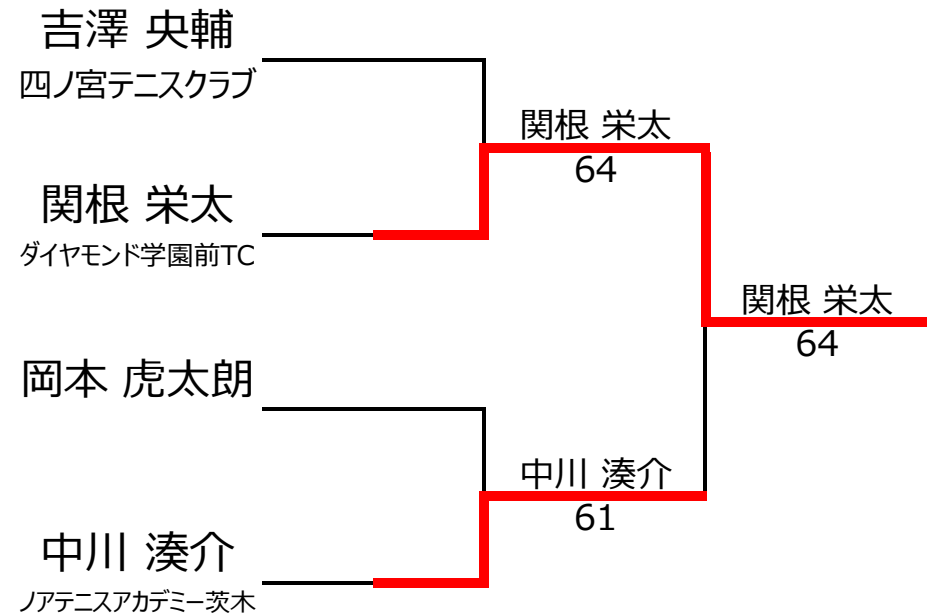 吉澤 央輔
四ノ宮テニスクラブ
関根 栄太
64
関根 栄太
ダイヤモンド学園前TC
関根 栄太
64
岡本 虎太朗
中川 湊介
61
中川 湊介
ノアテニスアカデミー茨木